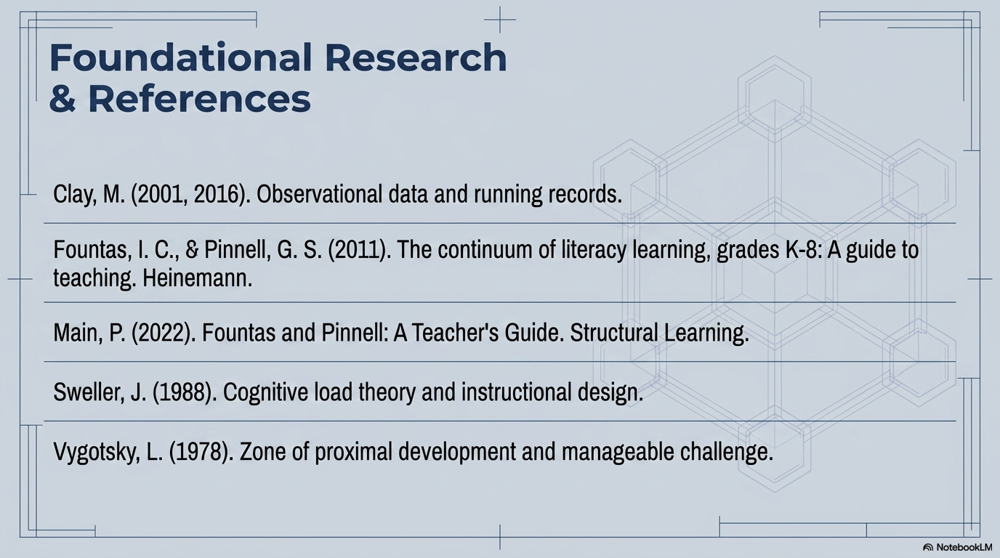 Foundational Research
& References
Clay, M. (2001, 2016). Observational data and running records.
Fountas, I. C., & Pinnell, G. S. (2011). The continuum of literacy learning, grades K-8: A guide to
teaching. Heinemann.
Main, P. (2022). Fountas and Pinnell: A Teacher's Guide. Structural Learning.
Sweller, J. (1988). Cognitive load theory and instructional design.
Vygotsky, L. (1978). Zone of proximal development and manageable challenge.
NotebookLM